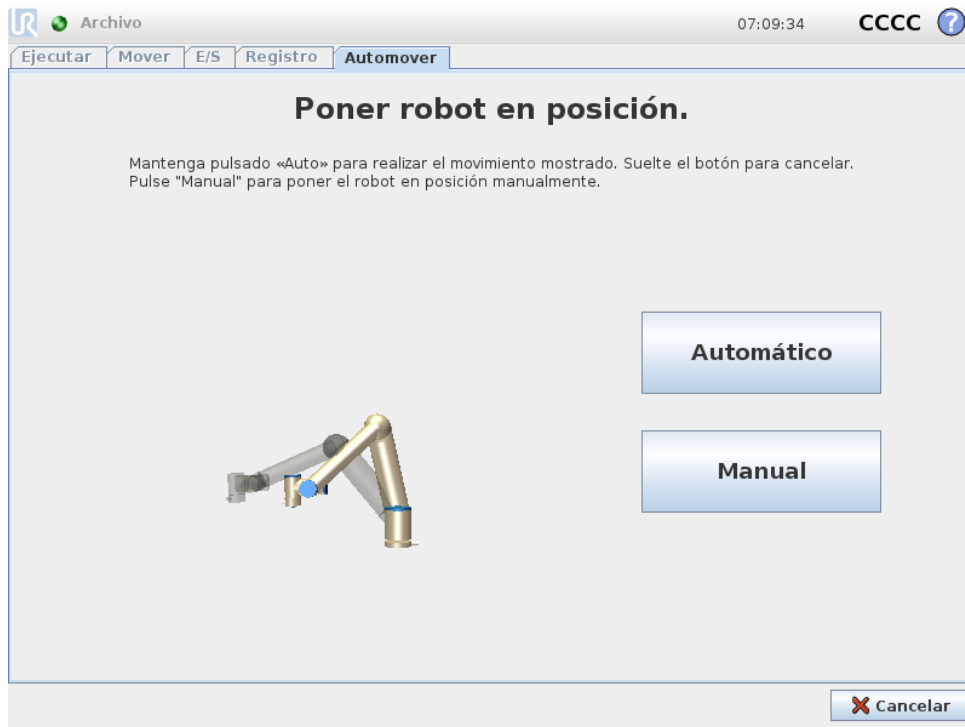 UR Archivo 07:09:34 CCCC ?
Ejecutar Mover E/S Registro Automover
Poner robot en posición.
Mantenga pulsado «Auto» para realizar el movimiento mostrado. Suelte el botón para cancelar.
Pulse "Manual" para poner el robot en posición manualmente.
Automático
Manual
Cancelar